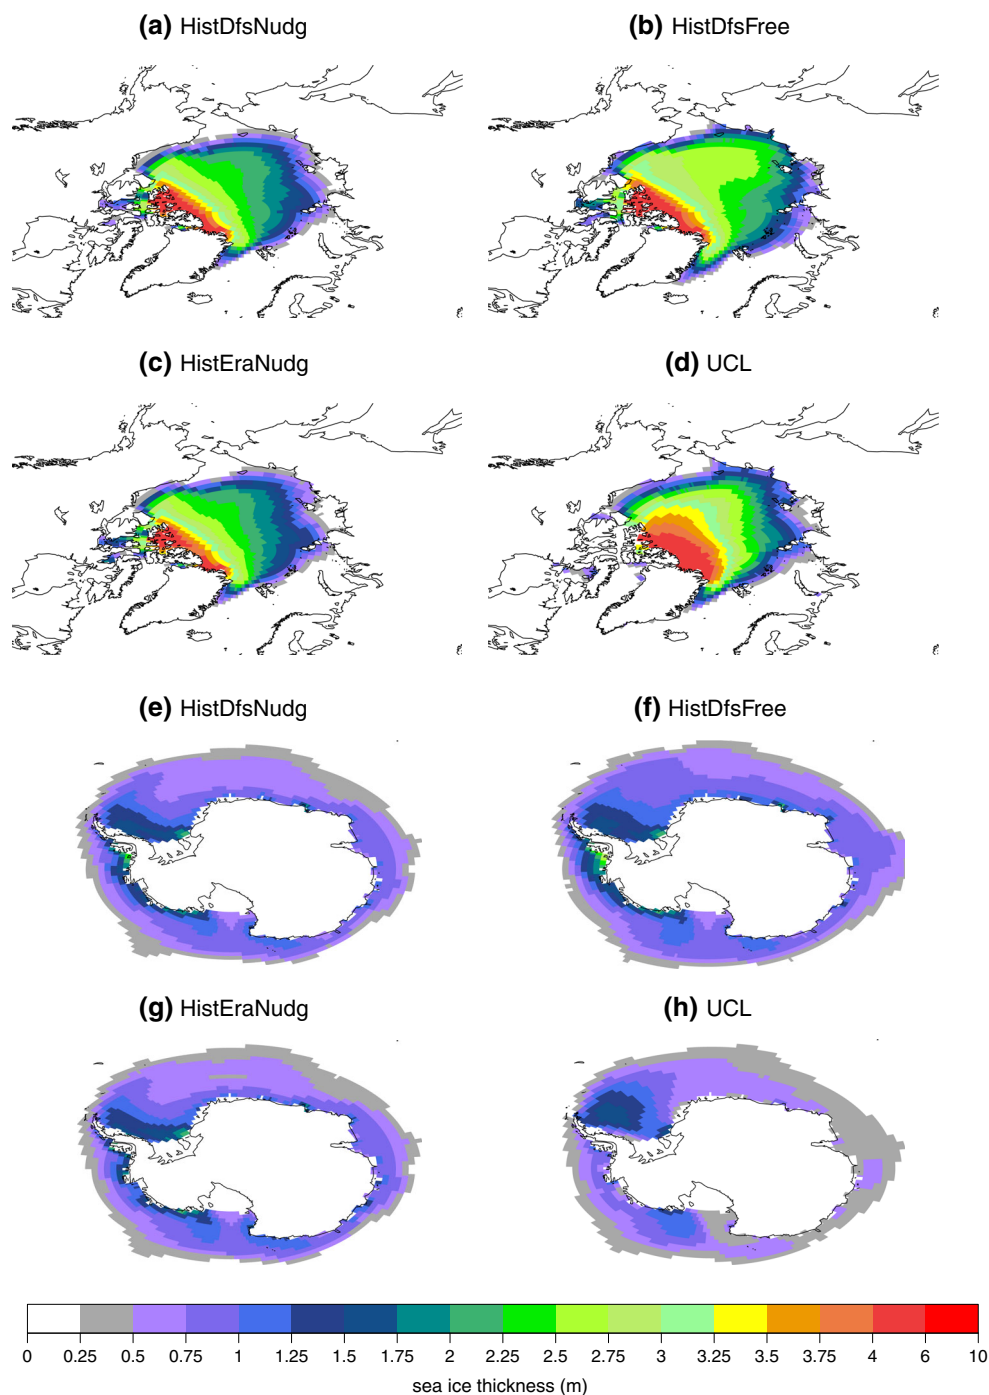 (a) HistDfsNudg
(b) HistDfsFree
(c) HistEraNudg
(d) UCL
(e) HistDfsNudg
(f) HistDfsFree
(g) HistEraNudg
(h) UCL
0 0.25 0.5 0.75 1 1.25 1.5 1.75 2 2.25 2.5 2.75 3 3.25 3.5 3.75 4 6 10
sea ice thickness (m)